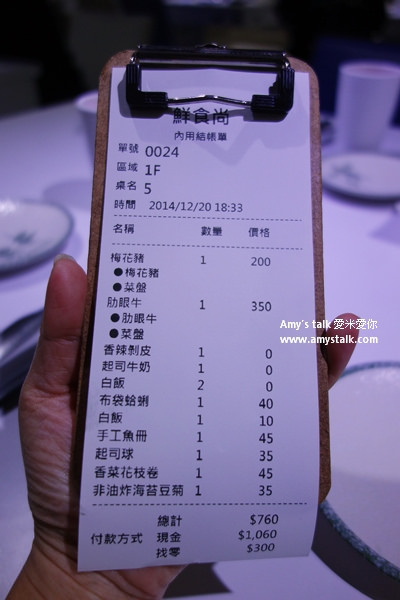 鮮食尚
內用結帳單
單號 0024
區域 1F
桌名 5
時間 2014/12/20 18:33
名稱 數量 價格
梅花豬 1 200
●梅花豬
●菜盤
肋眼牛 1 350
●肋眼牛
●菜盤
香辣剝皮 1 0
起司牛奶 1 0
白飯 2 0
布袋蛤蜊 1 40
白飯 1 10
手工魚冊 1 45
起司球 1 35
香菜花枝卷 1 45
非油炸海苔豆菊 1 35
總計 $760
付款方式 現金 $1,060
找零 $300
Amy's talk 愛米愛你
www.amystalk.com